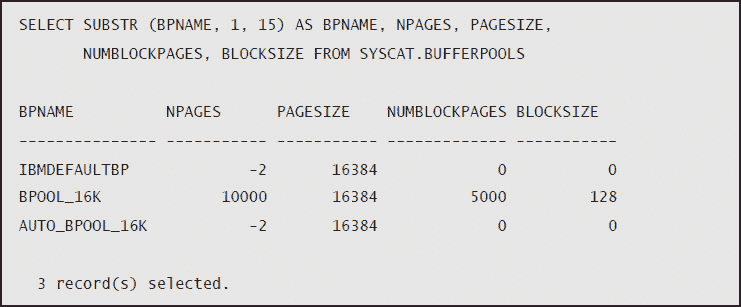 SELECT SUBSTR (BPNAME, 1, 15) AS BPNAME, NPAGES, PAGESIZE,
NUMBLOCKPAGES, BLOCKSIZE FROM SYSCAT.BUFFERPOOLS
BPNAME NPAGES PAGESIZE NUMBLOCKPAGES BLOCKSIZE
--------------- ----------- ----------- ------------- -----------
IBMDEFAULTBP -2 16384 0 0
BPOOL_16K 10000 16384 5000 128
AUTO_BPOOL_16K -2 16384 0 0
3 record(s) selected.